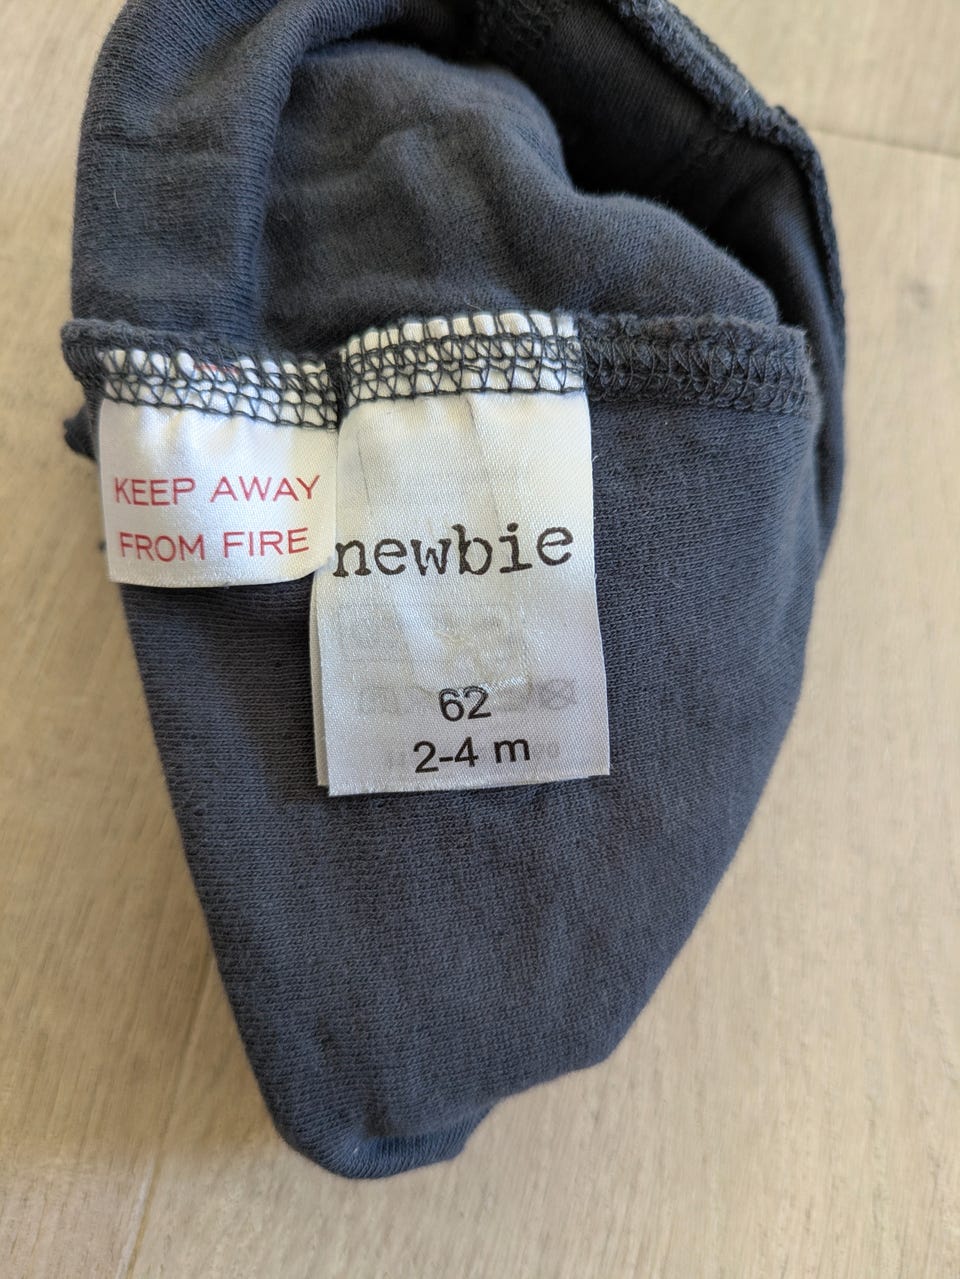 KEEP AWAY
FROM FIRE
newbie
62
2-4 m